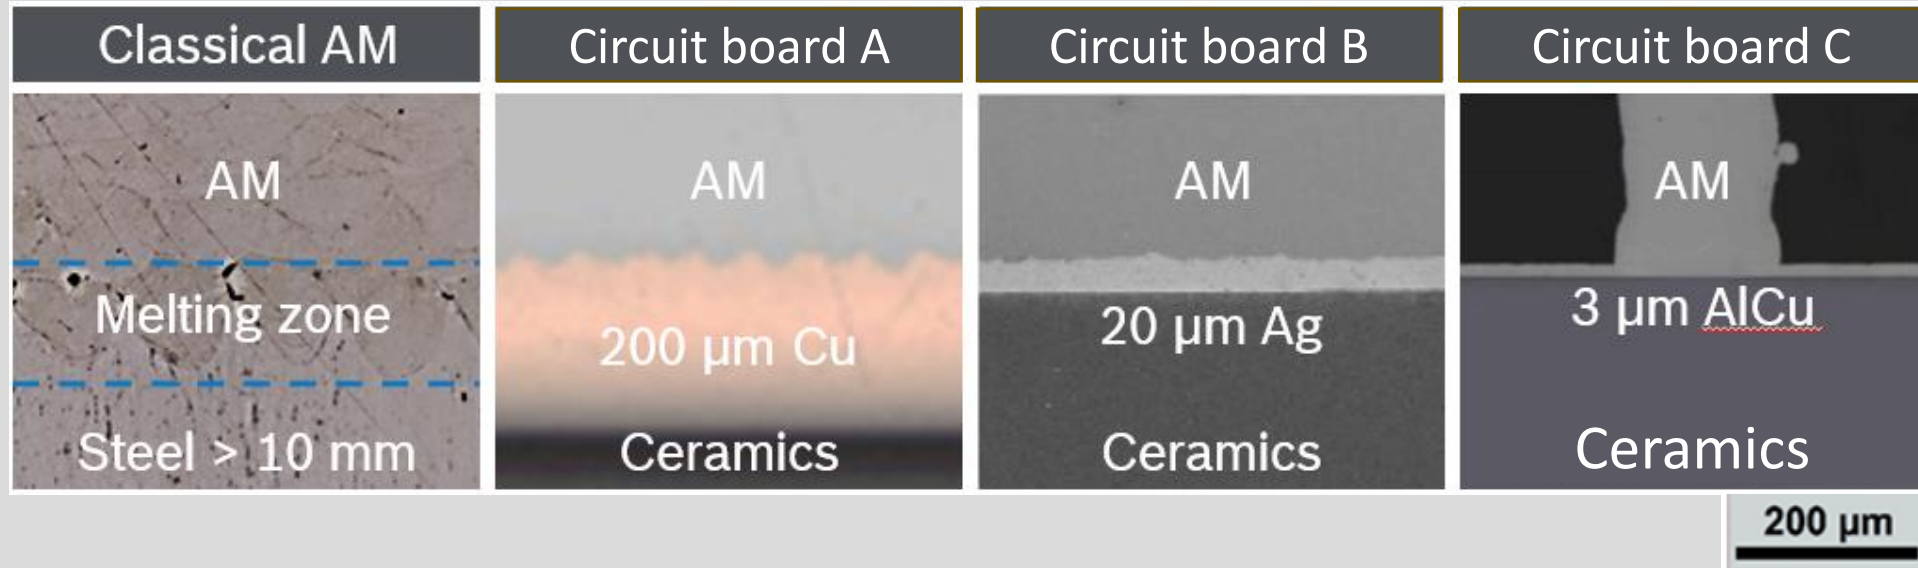 Classical AM
Circuit board A
Circuit board B
Circuit board C
AM
Melting zone
Steel > 10 mm
AM
200 µm Cu
Ceramics
AM
20 µm Ag
Ceramics
AM
3 µm AlCu
Ceramics
200 µm